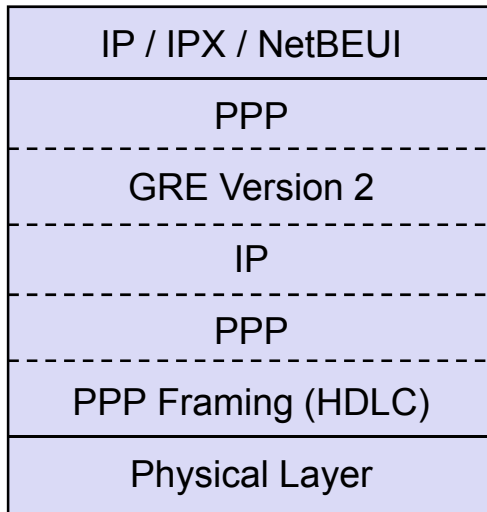 IP / IPX / NetBEUI
PPP
GRE Version 2
IP
PPP
PPP Framing (HDLC)
Physical Layer